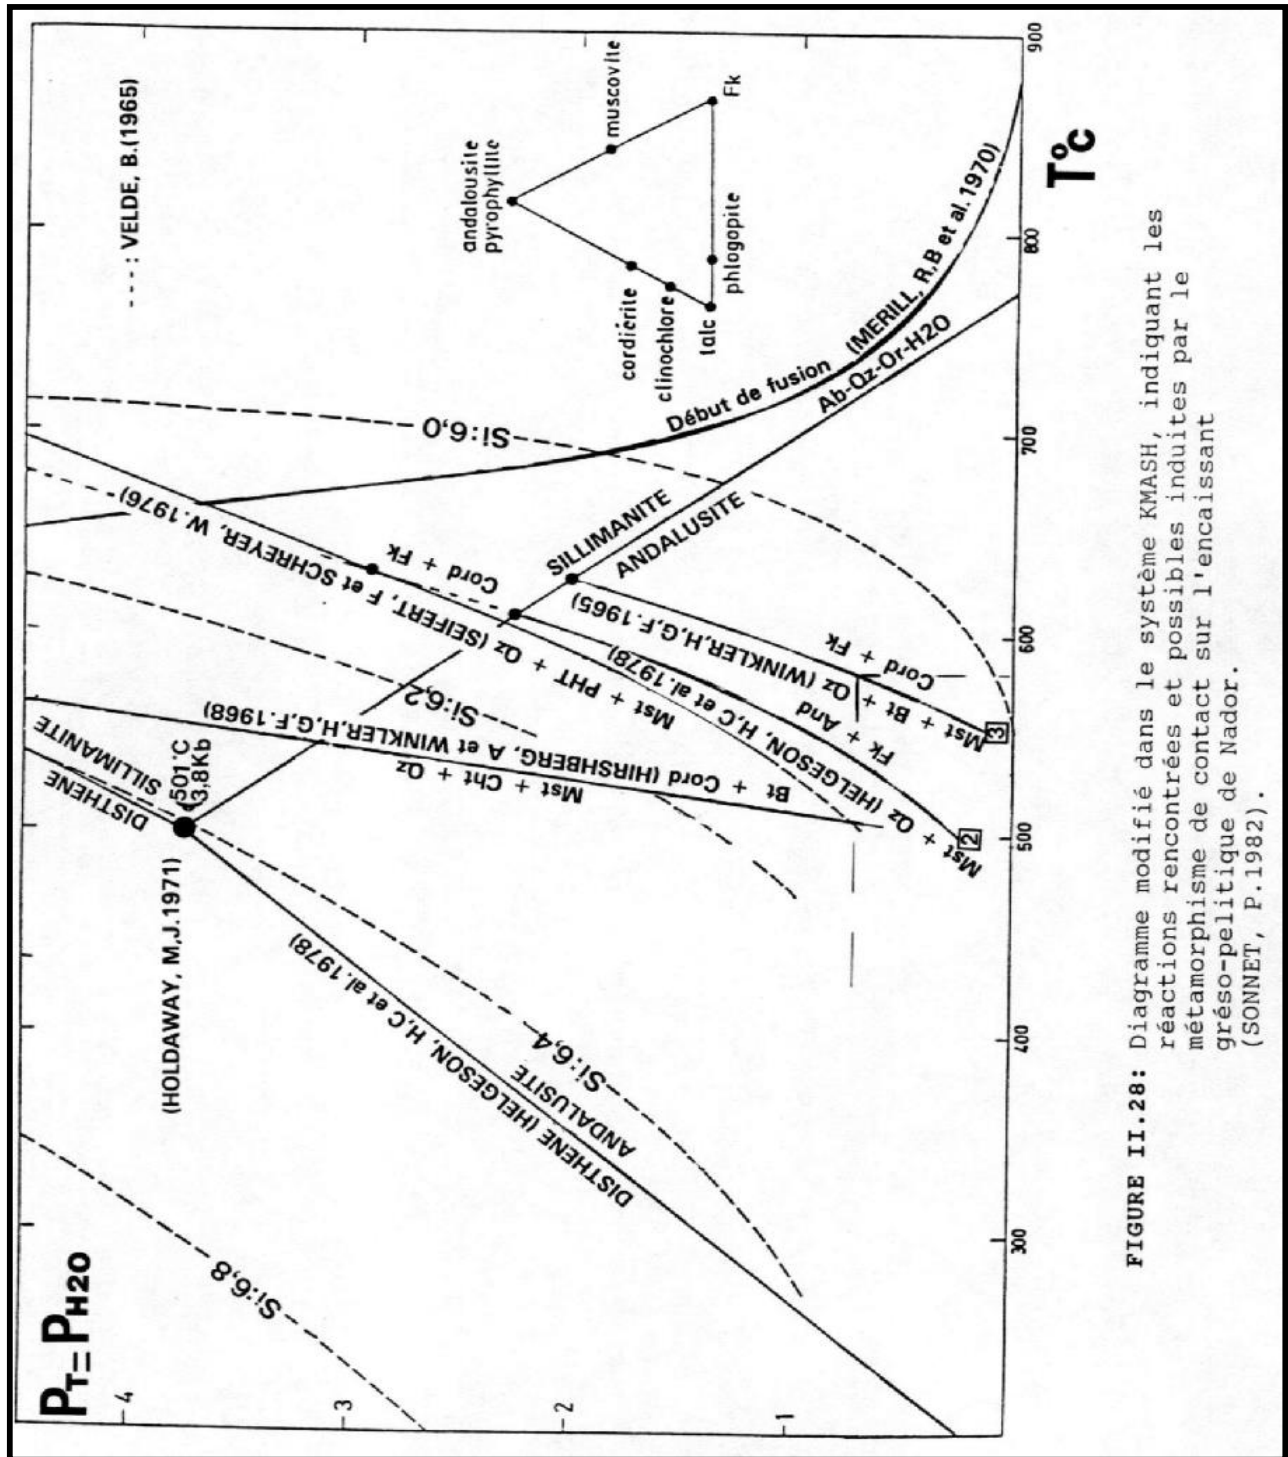 PT=PH2O
4
3
2
1
Si:6,8
(HOLDAWAY, M,J.1971)
501°C
3,8Kb
DISTHENE
SILLIMANITE
DISTHENE (HELGESON, H,C et al.1978)
ANDALUSITE
Si:6,4
Mst + Cht + Qz
Bt + Cord (HIRSHBERG, A et WINKLER,H,G,F.1968)
Si:6,2
Mst + PHT + Qz (SEIFERT, F et SCHREYER, W.1976)
Cord + Fk
Mst + Qz (HELGESON, H,C et al.1978)
Fk + And
Mst + Bt + Qz (WINKLER,H,G,F.1965)
Cord + Fk
SILLIMANITE
ANDALUSITE
Si:6,0
Début de fusion (MERILL, R,B et al.1970)
Ab-Qz-Or-H2O
---: VELDE, B.(1965)
andalousite
pyrophyllite
muscovite
cordiérite
clinochlore
talc
phlogopite
Fk
2
3
300
400
500
600
700
800
900
T°C
FIGURE II.28: Diagramme modifié dans le système KMASH, indiquant les
réactions rencontrées et possibles induites par le
métamorphisme de contact sur l'encaissant
gréso-pelitique de Nador.
(SONNET, P.1982).